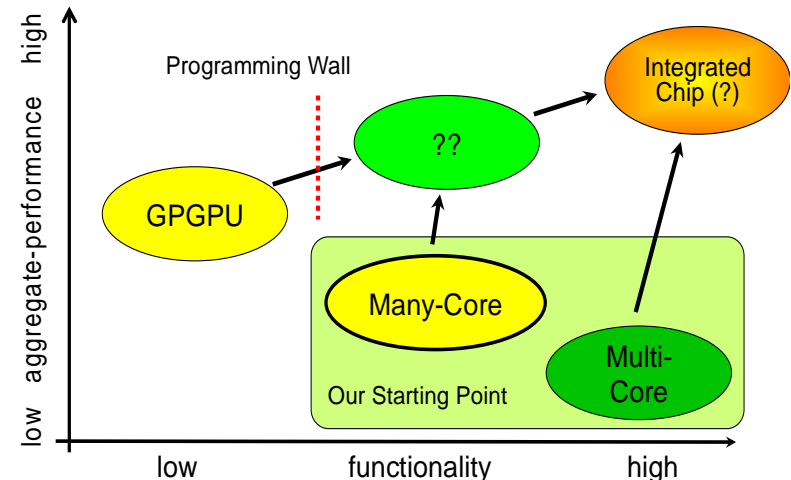 high
Programming Wall
Integrated
Chip (?)
??
GPGPU
aggregate-performance
Many-Core
Multi-
Core
Our Starting Point
low
low functionality high